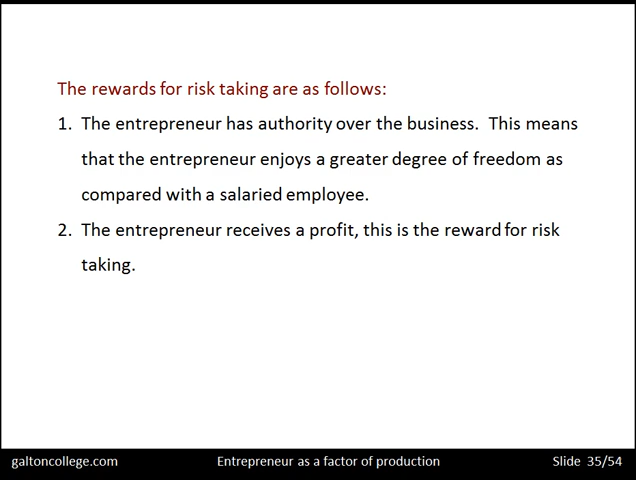 The rewards for risk taking are as follows:
1. The entrepreneur has authority over the business.  This means
that the entrepreneur enjoys a greater degree of freedom as
compared with a salaried employee.
2. The entrepreneur receives a profit, this is the reward for risk
taking.
galtoncollege.com
Entrepreneur as a factor of production
Slide 35/54